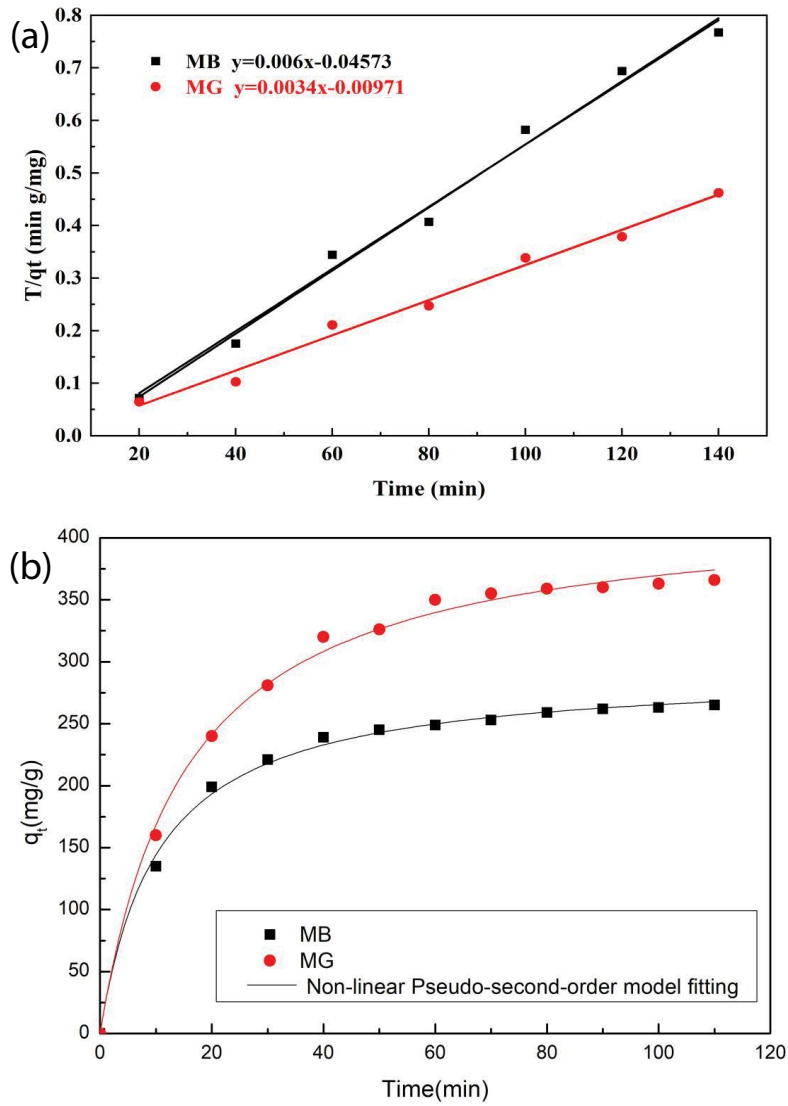 (a)
0.8
0.7
0.6
0.5
0.4
0.3
0.2
0.1
0.0
T/qt (min g/mg)
MB y=0.006x-0.04573
MG y=0.0034x-0.00971
20 40 60 80 100 120 140
Time (min)
(b)
400
350
300
250
200
150
100
50
0
qt(mg/g)
MB
MG
Non-linear Pseudo-second-order model fitting
0 20 40 60 80 100 120
Time(min)